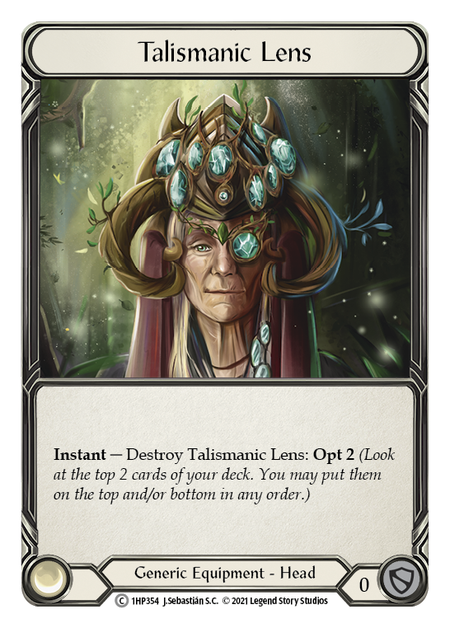 Talismanic Lens
Instant — Destroy Talismanic Lens: Opt 2 (Look
at the top 2 cards of your deck. You may put them
on the top and/or bottom in any order.)
Generic Equipment - Head
0
C 1HP354 J.Sebastián S.C. © 2021 Legend Story Studios